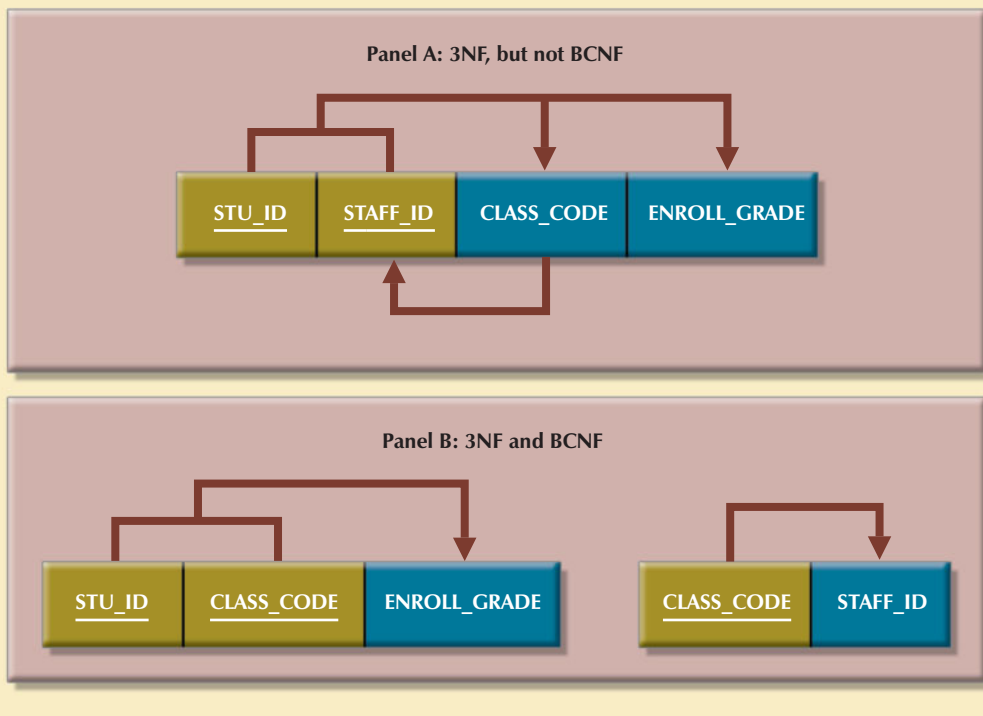 Panel A: 3NF, but not BCNF
STU_ID STAFF_ID CLASS_CODE ENROLL_GRADE
Panel B: 3NF and BCNF
STU_ID CLASS_CODE ENROLL_GRADE CLASS_CODE STAFF_ID